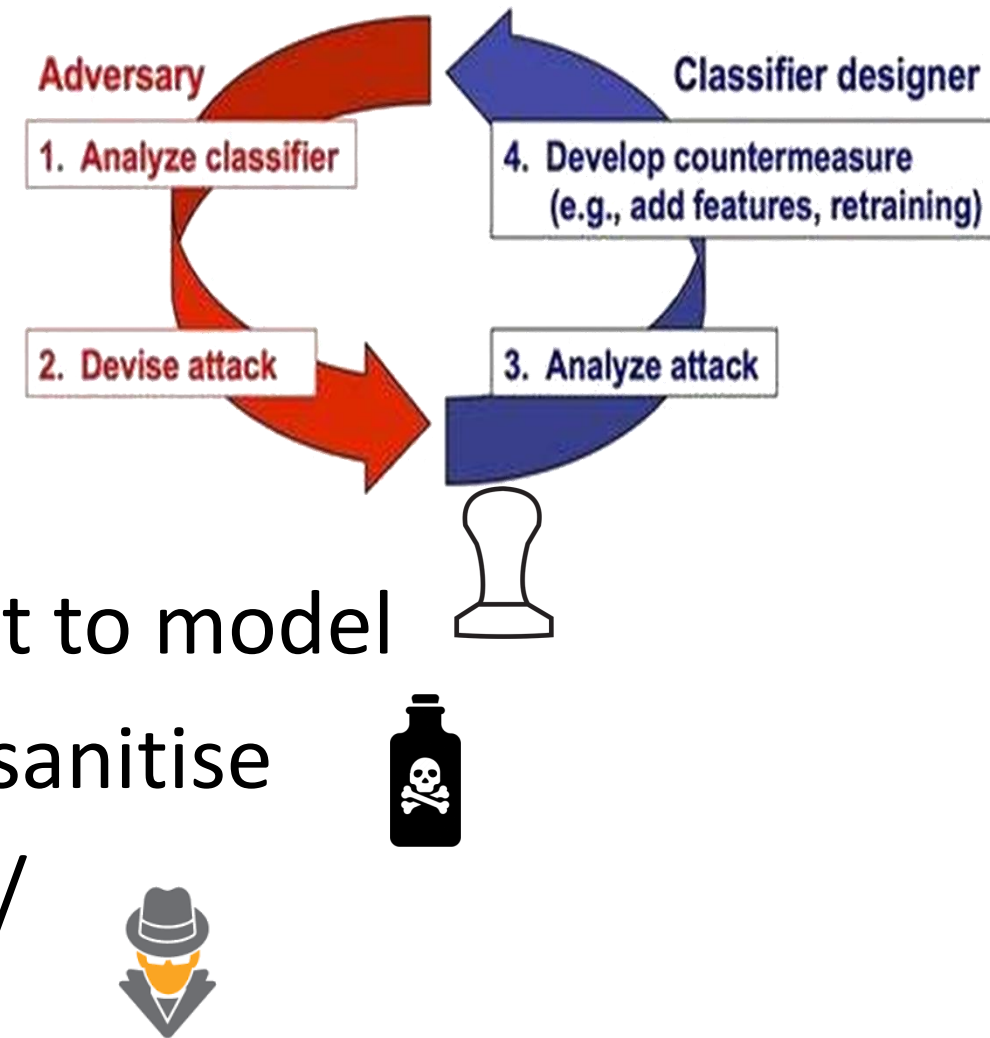 Adversary
Classifier designer
1. Analyze classifier
4. Develop countermeasure
(e.g., add features, retraining)
2. Devise attack
3. Analyze attack
t to model
sanitise
/